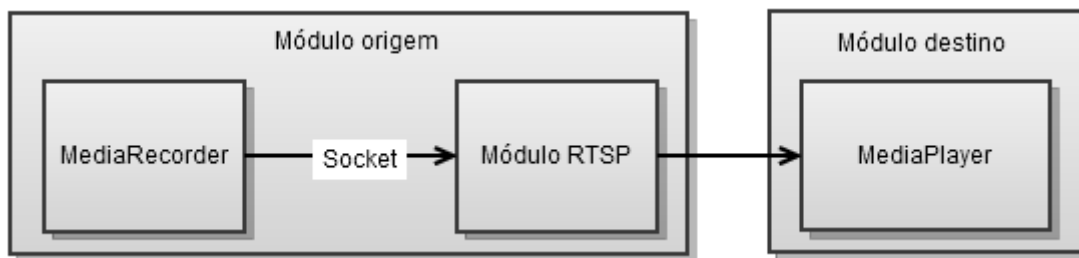 Módulo origem
MediaRecorder
Socket
Módulo RTSP
Módulo destino
MediaPlayer